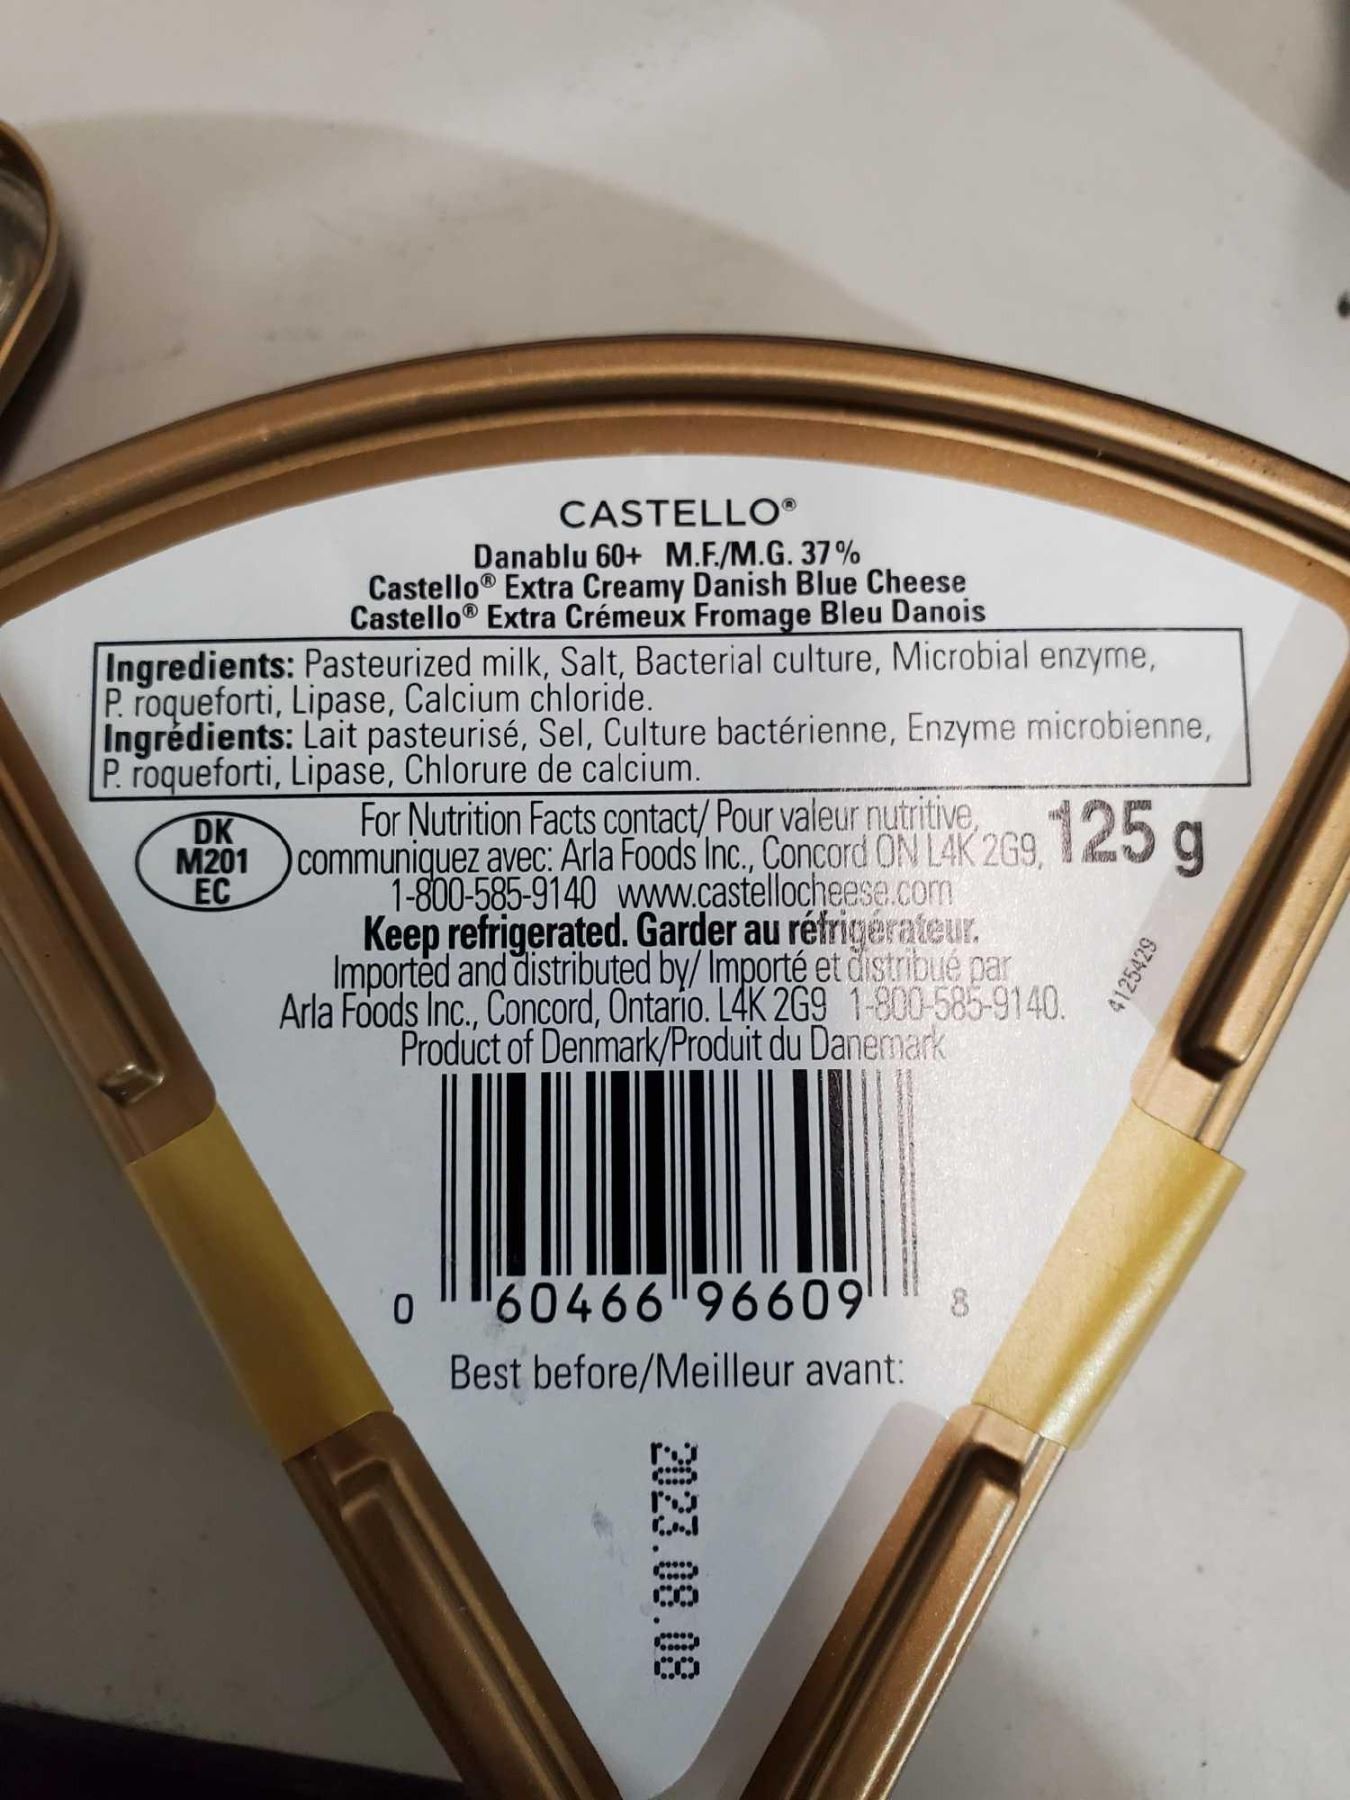 CASTELLO®
Danablu 60+ M.F./M.G. 37%
Castello® Extra Creamy Danish Blue Cheese
Castello® Extra Crémeux Fromage Bleu Danois
Ingredients: Pasteurized milk, Salt, Bacterial culture, Microbial enzyme,
P. roqueforti, Lipase, Calcium chloride.
Ingrédients: Lait pasteurisé, Sel, Culture bactérienne, Enzyme microbienne,
P. roqueforti, Lipase, Chlorure de calcium.
DK
M201
EC
For Nutrition Facts contact/ Pour valeur nutritive,
communiquez avec: Arla Foods Inc., Concord ON L4K 2G9,
1-800-585-9140 www.castellocheese.com
125 g
Keep refrigerated. Garder au réfrigérateur.
Imported and distributed by/ Importé et distribué par
Arla Foods Inc., Concord, Ontario. L4K 2G9 1-800-585-9140.
Product of Denmark/Produit du Danemark
4125429
0 60466 96609 8
Best before/Meilleur avant:
2023.08.08